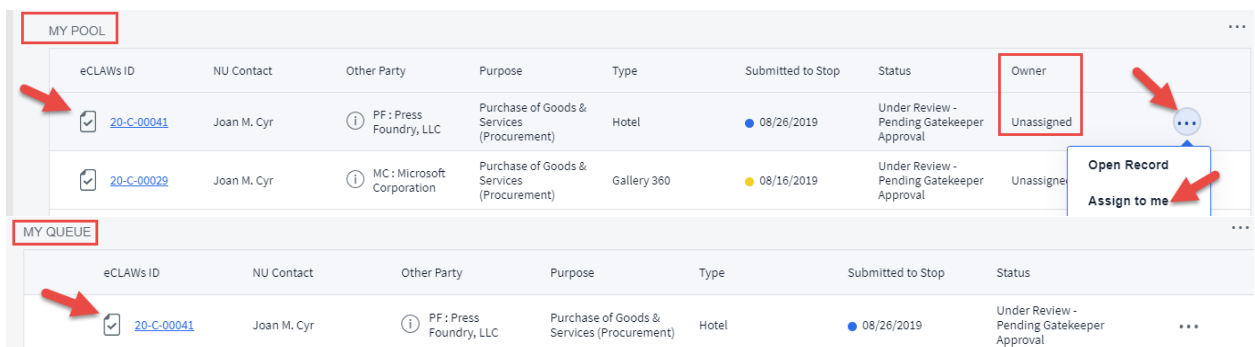 MY POOL
...
eCLAWs ID NU Contact Other Party Purpose Type Submitted to Stop Status Owner
20-C-00041 Joan M. Cyr PF : Press Foundry, LLC Purchase of Goods & Services (Procurement) Hotel 08/26/2019 Under Review - Pending Gatekeeper Approval Unassigned ...
Open Record
20-C-00029 Joan M. Cyr MC : Microsoft Corporation Purchase of Goods & Services (Procurement) Gallery 360 08/16/2019 Under Review - Pending Gatekeeper Approval Unassigned
Assign to me
MY QUEUE
...
eCLAWs ID NU Contact Other Party Purpose Type Submitted to Stop Status
20-C-00041 Joan M. Cyr PF : Press Foundry, LLC Purchase of Goods & Services (Procurement) Hotel 08/26/2019 Under Review - Pending Gatekeeper Approval ...